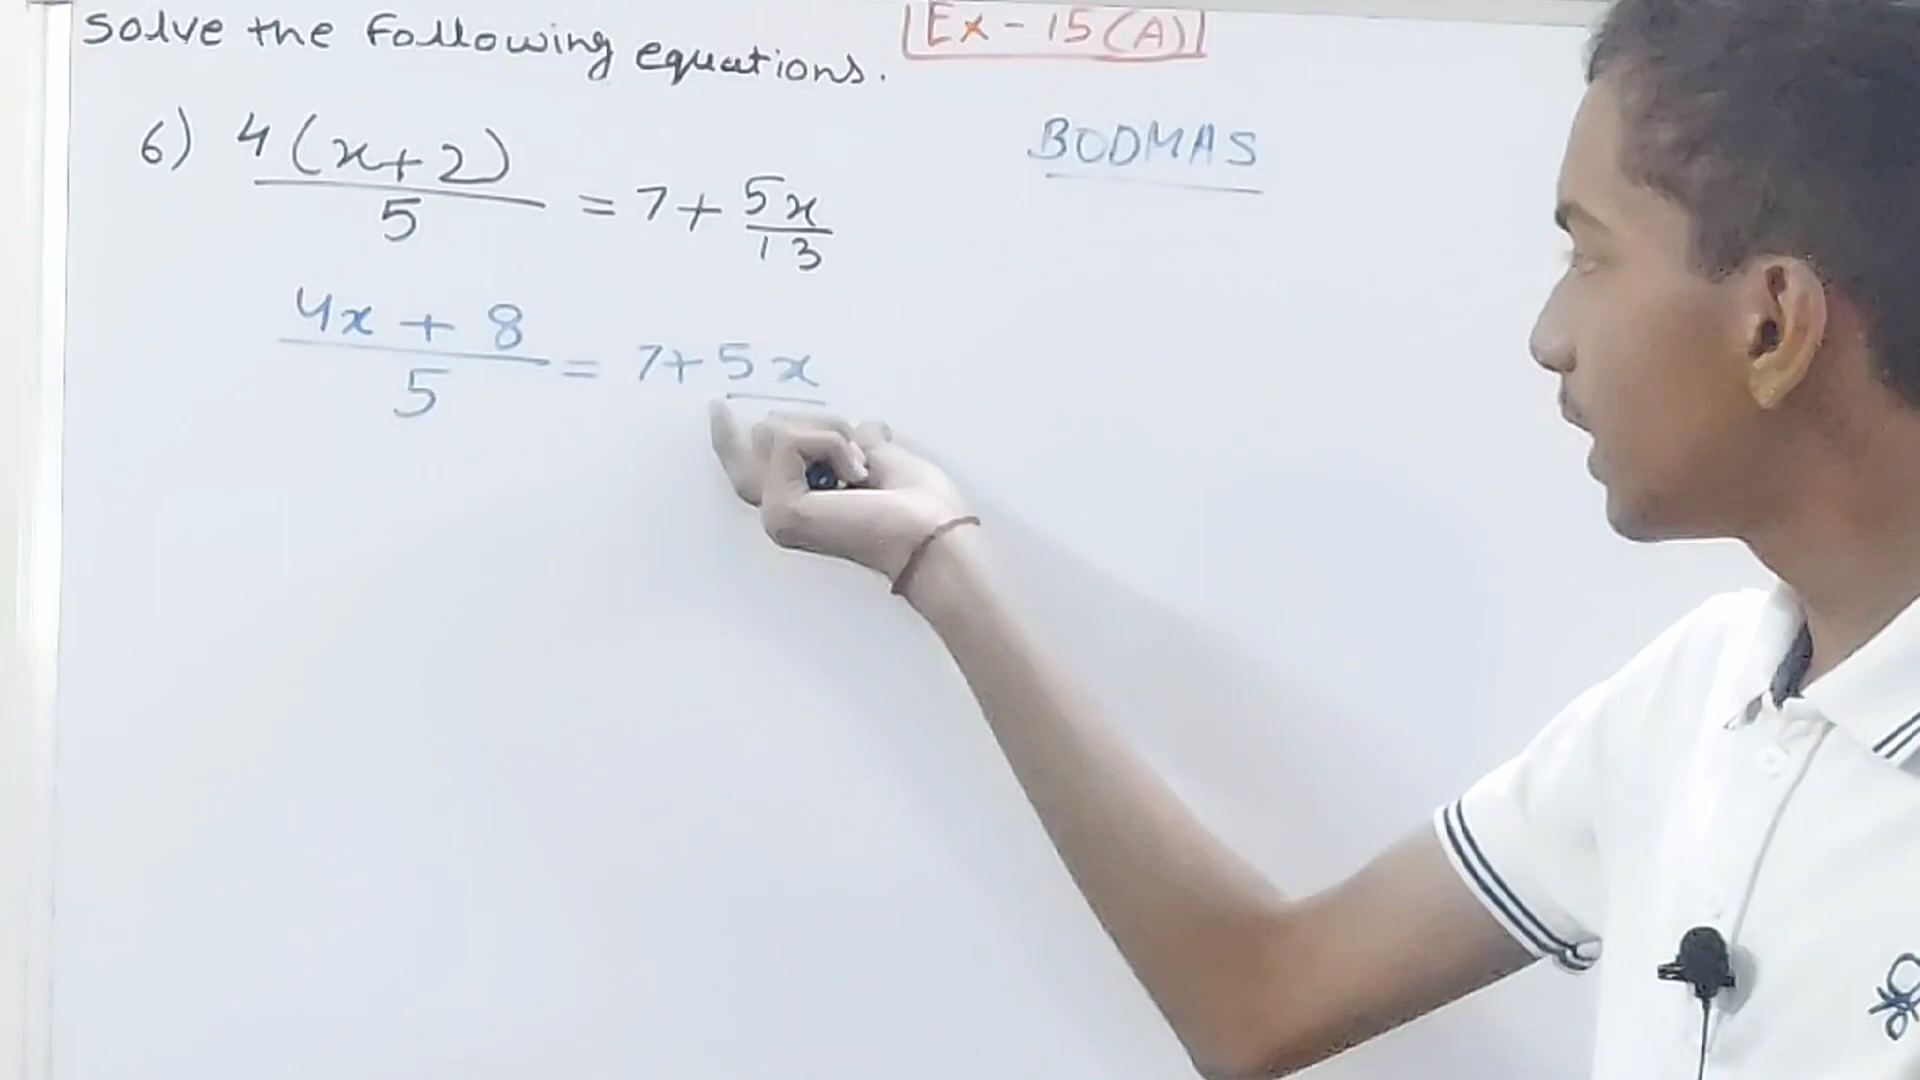 Solve the following equations. Ex-15(A)
BODMAS
6) 4(x+2)/5 = 7+5x/13
4x+8/5 = 7+5x